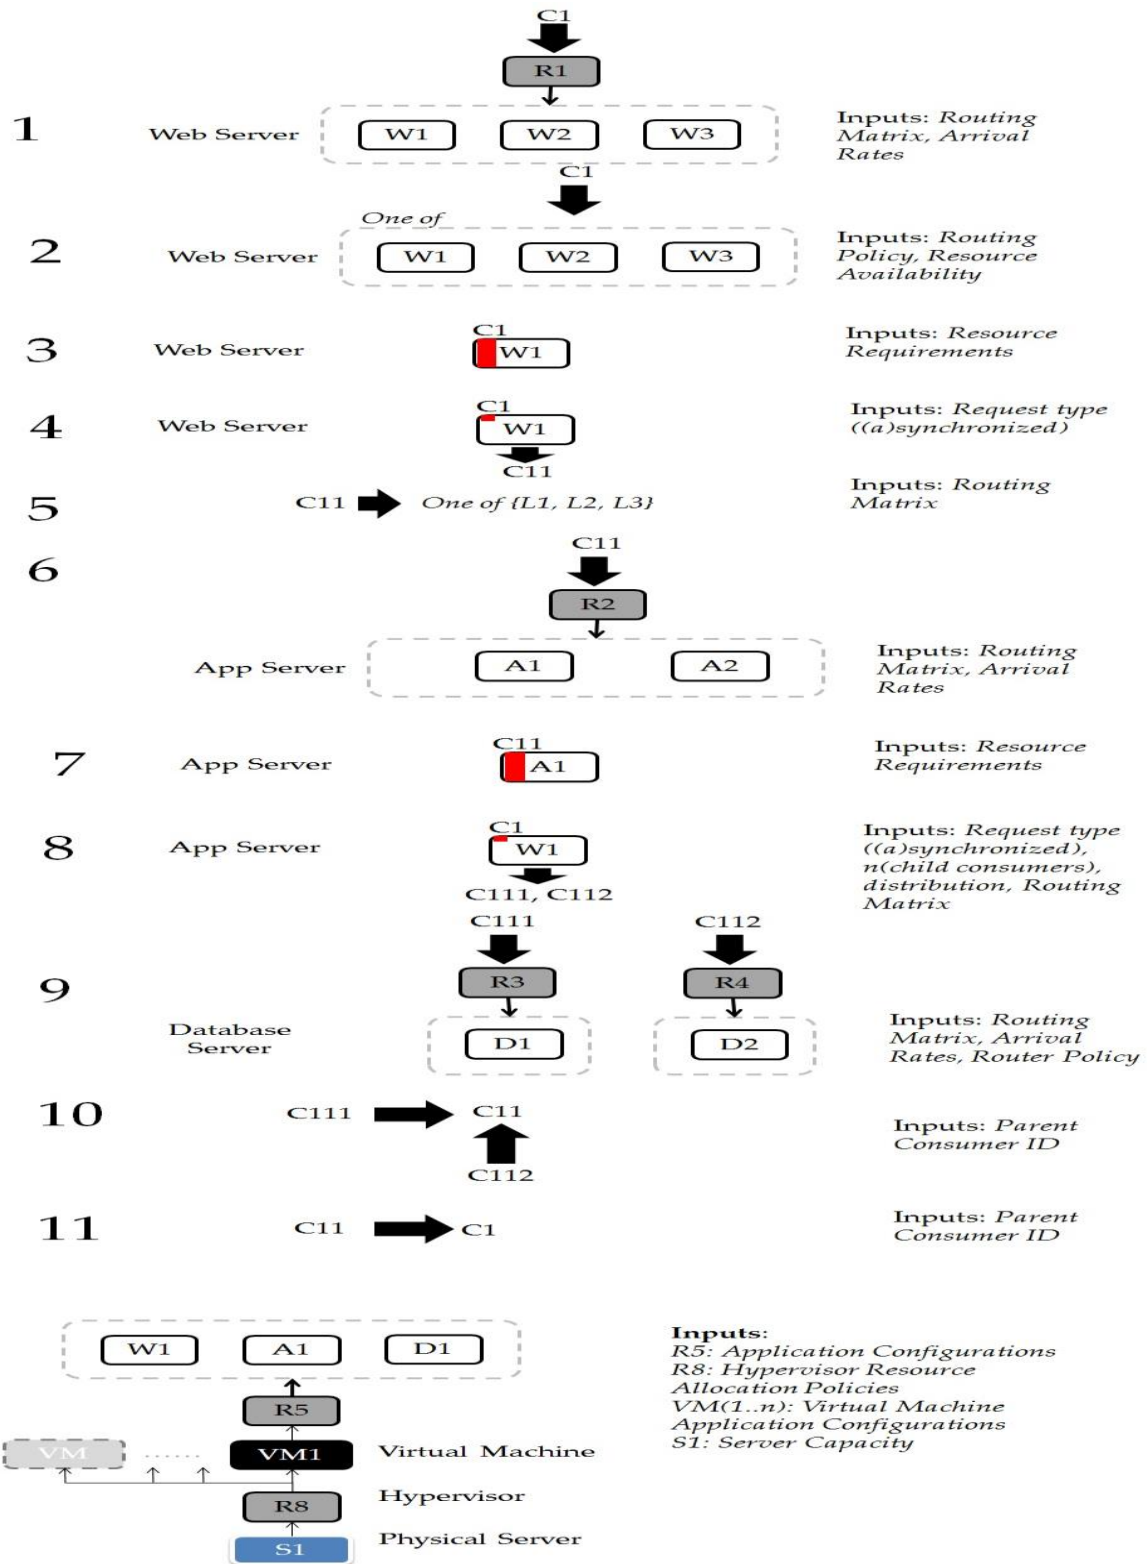 C1
R1
1
Web Server
W1
W2
W3
Inputs: Routing
Matrix, Arrival
Rates
C1
One of
2
Web Server
W1
W2
W3
Inputs: Routing
Policy, Resource
Availability
3
Web Server
C1
W1
Inputs: Resource
Requirements
4
Web Server
C1
W1
C11
Inputs: Request type
((a)synchronized)
5
C11
One of {L1, L2, L3}
Inputs: Routing
Matrix
6
C11
R2
App Server
A1
A2
Inputs: Routing
Matrix, Arrival
Rates
7
App Server
C11
A1
Inputs: Resource
Requirements
8
App Server
C1
W1
C111, C112
Inputs: Request type
((a)synchronized),
n(child consumers),
distribution, Routing
Matrix
C111
C112
9
R3
R4
Database
Server
D1
D2
Inputs: Routing
Matrix, Arrival
Rates, Router Policy
10
C111
C11
C112
Inputs: Parent
Consumer ID
11
C11
C1
Inputs: Parent
Consumer ID
W1
A1
D1
R5
VM
......
VM1
Virtual Machine
R8
Hypervisor
S1
Physical Server
Inputs:
R5: Application Configurations
R8: Hypervisor Resource
Allocation Policies
VM(1..n): Virtual Machine
Application Configurations
S1: Server Capacity